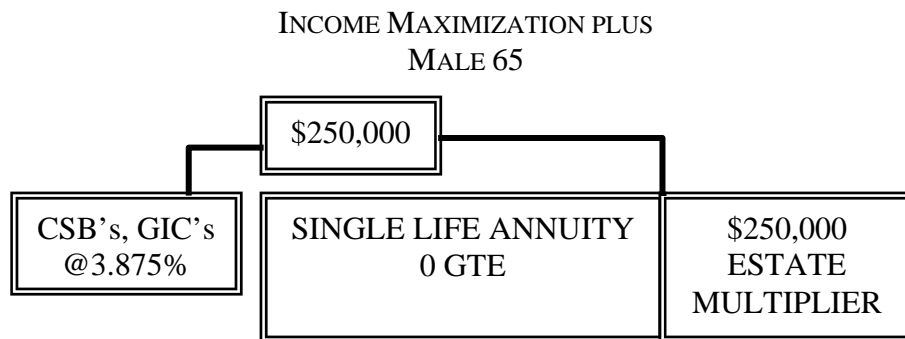 INCOME MAXIMIZATION PLUS
MALE 65
$250,000
CSB's, GIC's
@3.875%
SINGLE LIFE ANNUITY
0 GTE
$250,000
ESTATE
MULTIPLIER